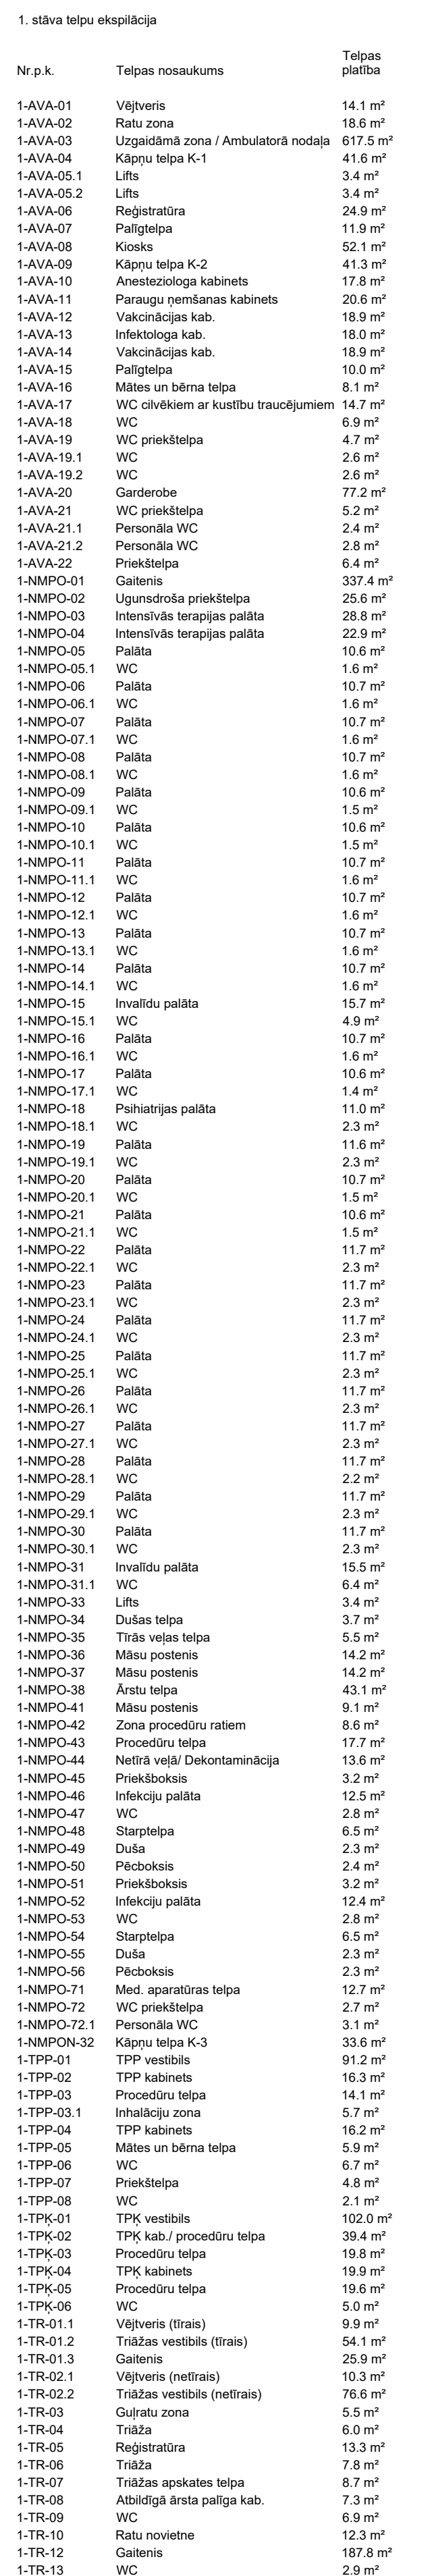 1. stāva telpu ekspilācija
Nr.p.k. Telpas nosaukums Telpas platība
1-AVA-01 Vējtveris 14.1 m²
1-AVA-02 Ratu zona 18.6 m²
1-AVA-03 Uzgaidāmā zona / Ambulatorā nodaļa 617.5 m²
1-AVA-04 Kāpņu telpa K-1 41.6 m²
1-AVA-05.1 Lifts 3.4 m²
1-AVA-05.2 Lifts 3.4 m²
1-AVA-06 Reģistratūra 24.9 m²
1-AVA-07 Palīgtelpa 11.9 m²
1-AVA-08 Kiosks 52.1 m²
1-AVA-09 Kāpņu telpa K-2 41.3 m²
1-AVA-10 Anesteziologa kabinets 17.8 m²
1-AVA-11 Paraugu ņemšanas kabinets 20.6 m²
1-AVA-12 Vakcinācijas kab. 18.9 m²
1-AVA-13 Infektologa kab. 18.0 m²
1-AVA-14 Vakcinācijas kab. 18.9 m²
1-AVA-15 Palīgtelpa 10.0 m²
1-AVA-16 Mātes un bērna telpa 8.1 m²
1-AVA-17 WC cilvēkiem ar kustību traucējumiem 14.7 m²
1-AVA-18 WC 6.9 m²
1-AVA-19 WC priekštelpa 4.7 m²
1-AVA-19.1 WC 2.6 m²
1-AVA-19.2 WC 2.6 m²
1-AVA-20 Garderobe 77.2 m²
1-AVA-21 WC priekštelpa 5.2 m²
1-AVA-21.1 Personāla WC 2.4 m²
1-AVA-21.2 Personāla WC 2.8 m²
1-AVA-22 Priekštelpa 6.4 m²
1-NMPO-01 Gaitenis 337.4 m²
1-NMPO-02 Ugunsdroša priekštelpa 25.6 m²
1-NMPO-03 Intensīvās terapijas palāta 28.8 m²
1-NMPO-04 Intensīvās terapijas palāta 22.9 m²
1-NMPO-05 Palāta 10.6 m²
1-NMPO-05.1 WC 1.6 m²
1-NMPO-06 Palāta 10.7 m²
1-NMPO-06.1 WC 1.6 m²
1-NMPO-07 Palāta 10.7 m²
1-NMPO-07.1 WC 1.6 m²
1-NMPO-08 Palāta 10.7 m²
1-NMPO-08.1 WC 1.6 m²
1-NMPO-09 Palāta 10.6 m²
1-NMPO-09.1 WC 1.5 m²
1-NMPO-10 Palāta 10.6 m²
1-NMPO-10.1 WC 1.5 m²
1-NMPO-11 Palāta 10.7 m²
1-NMPO-11.1 WC 1.6 m²
1-NMPO-12 Palāta 10.7 m²
1-NMPO-12.1 WC 1.6 m²
1-NMPO-13 Palāta 10.7 m²
1-NMPO-13.1 WC 1.6 m²
1-NMPO-14 Palāta 10.7 m²
1-NMPO-14.1 WC 1.6 m²
1-NMPO-15 Invalīdu palāta 15.7 m²
1-NMPO-15.1 WC 4.9 m²
1-NMPO-16 Palāta 10.7 m²
1-NMPO-16.1 WC 1.6 m²
1-NMPO-17 Palāta 10.6 m²
1-NMPO-17.1 WC 1.4 m²
1-NMPO-18 Psihiatrijas palāta 11.0 m²
1-NMPO-18.1 WC 2.3 m²
1-NMPO-19 Palāta 11.6 m²
1-NMPO-19.1 WC 2.3 m²
1-NMPO-20 Palāta 10.7 m²
1-NMPO-20.1 WC 1.5 m²
1-NMPO-21 Palāta 10.6 m²
1-NMPO-21.1 WC 1.5 m²
1-NMPO-22 Palāta 11.7 m²
1-NMPO-22.1 WC 2.3 m²
1-NMPO-23 Palāta 11.7 m²
1-NMPO-23.1 WC 2.3 m²
1-NMPO-24 Palāta 11.7 m²
1-NMPO-24.1 WC 2.3 m²
1-NMPO-25 Palāta 11.7 m²
1-NMPO-25.1 WC 2.3 m²
1-NMPO-26 Palāta 11.7 m²
1-NMPO-26.1 WC 2.3 m²
1-NMPO-27 Palāta 11.7 m²
1-NMPO-27.1 WC 2.3 m²
1-NMPO-28 Palāta 11.7 m²
1-NMPO-28.1 WC 2.2 m²
1-NMPO-29 Palāta 11.7 m²
1-NMPO-29.1 WC 2.3 m²
1-NMPO-30 Palāta 11.7 m²
1-NMPO-30.1 WC 2.3 m²
1-NMPO-31 Invalīdu palāta 15.5 m²
1-NMPO-31.1 WC 6.4 m²
1-NMPO-33 Lifts 3.4 m²
1-NMPO-34 Dušas telpa 3.7 m²
1-NMPO-35 Tīrās veļas telpa 5.5 m²
1-NMPO-36 Māsu postenis 14.2 m²
1-NMPO-37 Māsu postenis 14.2 m²
1-NMPO-38 Ārstu telpa 43.1 m²
1-NMPO-41 Māsu postenis 9.1 m²
1-NMPO-42 Zona procedūru ratiem 8.6 m²
1-NMPO-43 Procedūru telpa 17.7 m²
1-NMPO-44 Netīrā veļā/ Dekontaminācija 13.6 m²
1-NMPO-45 Priekšboksis 3.2 m²
1-NMPO-46 Infekciju palāta 12.5 m²
1-NMPO-47 WC 2.8 m²
1-NMPO-48 Starptelpa 6.5 m²
1-NMPO-49 Duša 2.3 m²
1-NMPO-50 Pēcboksis 2.4 m²
1-NMPO-51 Priekšboksis 3.2 m²
1-NMPO-52 Infekciju palāta 12.4 m²
1-NMPO-53 WC 2.8 m²
1-NMPO-54 Starptelpa 6.5 m²
1-NMPO-55 Duša 2.3 m²
1-NMPO-56 Pēcboksis 2.3 m²
1-NMPO-71 Med. aparatūras telpa 12.7 m²
1-NMPO-72 WC priekštelpa 2.7 m²
1-NMPO-72.1 Personāla WC 3.1 m²
1-NMPON-32 Kāpņu telpa K-3 33.6 m²
1-TPP-01 TPP vestibils 91.2 m²
1-TPP-02 TPP kabinets 16.3 m²
1-TPP-03 Procedūru telpa 14.1 m²
1-TPP-03.1 Inhalāciju zona 5.7 m²
1-TPP-04 TPP kabinets 16.2 m²
1-TPP-05 Mātes un bērna telpa 5.9 m²
1-TPP-06 WC 6.7 m²
1-TPP-07 Priekštelpa 4.8 m²
1-TPP-08 WC 2.1 m²
1-TPĶ-01 TPĶ vestibils 102.0 m²
1-TPĶ-02 TPĶ kab./ procedūru telpa 39.4 m²
1-TPĶ-03 Procedūru telpa 19.8 m²
1-TPĶ-04 TPĶ kabinets 19.9 m²
1-TPĶ-05 Procedūru telpa 19.6 m²
1-TPĶ-06 WC 5.0 m²
1-TR-01.1 Vējtveris (tīrais) 9.9 m²
1-TR-01.2 Triāžas vestibils (tīrais) 54.1 m²
1-TR-01.3 Gaitenis 25.9 m²
1-TR-02.1 Vējtveris (netīrais) 10.3 m²
1-TR-02.2 Triāžas vestibils (netīrais) 76.6 m²
1-TR-03 Guļratu zona 5.5 m²
1-TR-04 Triāža 6.0 m²
1-TR-05 Reģistratūra 13.3 m²
1-TR-06 Triāža 7.8 m²
1-TR-07 Triāžas apskates telpa 8.7 m²
1-TR-08 Atbildīgā ārsta palīga kab. 7.3 m²
1-TR-09 WC 6.9 m²
1-TR-10 Ratu novietne 12.3 m²
1-TR-12 Gaitenis 187.8 m²
1-TR-13 WC 2.9 m²